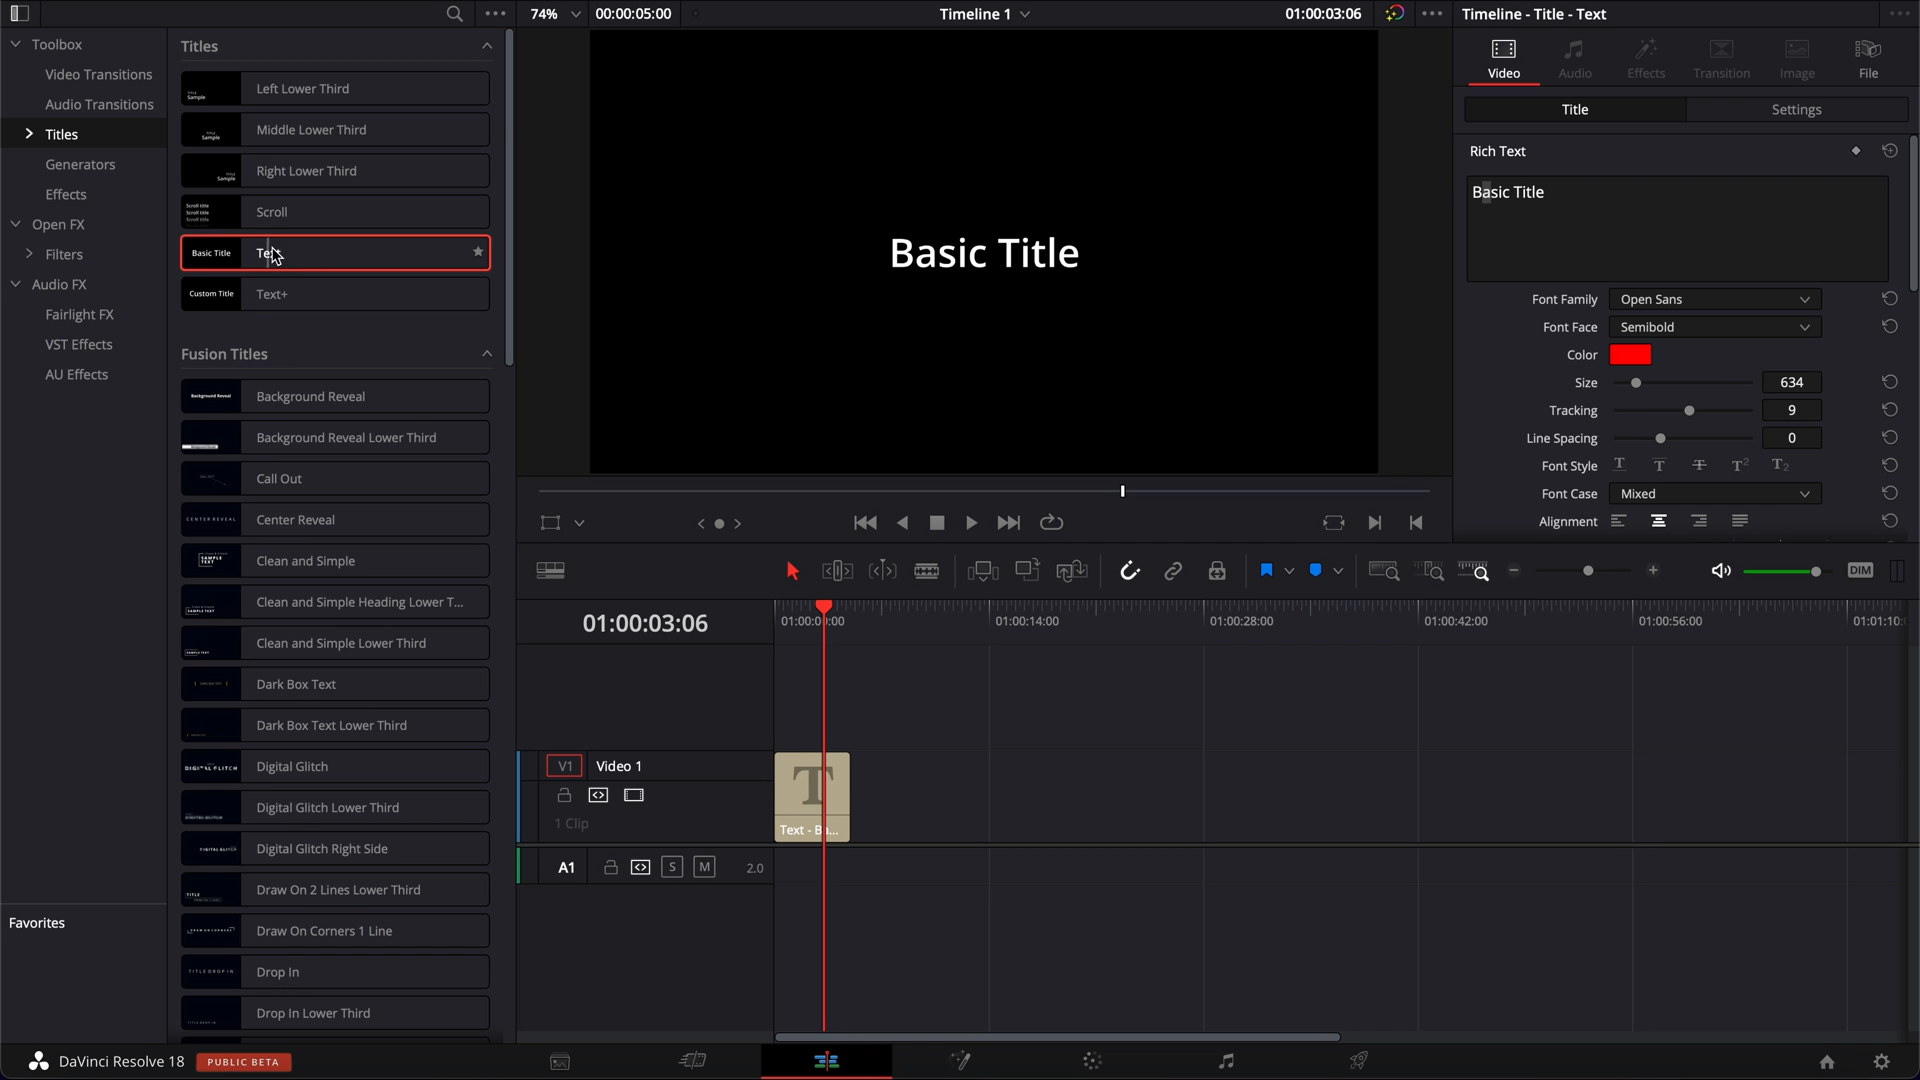 74%
00:00:05:00
Timeline 1
01:00:03:06
Timeline - Title - Text
Toolbox
Video Transitions
Audio Transitions
Titles
Generators
Effects
Open FX
Filters
Audio FX
Fairlight FX
VST Effects
AU Effects
Favorites
Titles
Left Lower Third
Middle Lower Third
Right Lower Third
Scroll
Basic Title
Text
Custom Title
Text+
Fusion Titles
Background Reveal
Background Reveal Lower Third
Call Out
Center Reveal
Clean and Simple
Clean and Simple Heading Lower T...
Clean and Simple Lower Third
Dark Box Text
Dark Box Text Lower Third
Digital Glitch
Digital Glitch Lower Third
Digital Glitch Right Side
Draw On 2 Lines Lower Third
Draw On Corners 1 Line
Drop In
Drop In Lower Third
Basic Title
Video
Audio
Effects
Transition
Image
File
Title
Settings
Rich Text
Basic Title
Font Family
Open Sans
Font Face
Semibold
Color
Size
634
Tracking
9
Line Spacing
0
Font Style
Font Case
Mixed
Alignment
DIM
01:00:03:06
01:00:00:00
01:00:14:00
01:00:28:00
01:00:42:00
01:00:56:00
01:01:10:
V1
Video 1
1 Clip
Text - Ba...
A1
S
M
2.0
DaVinci Resolve 18
PUBLIC BETA